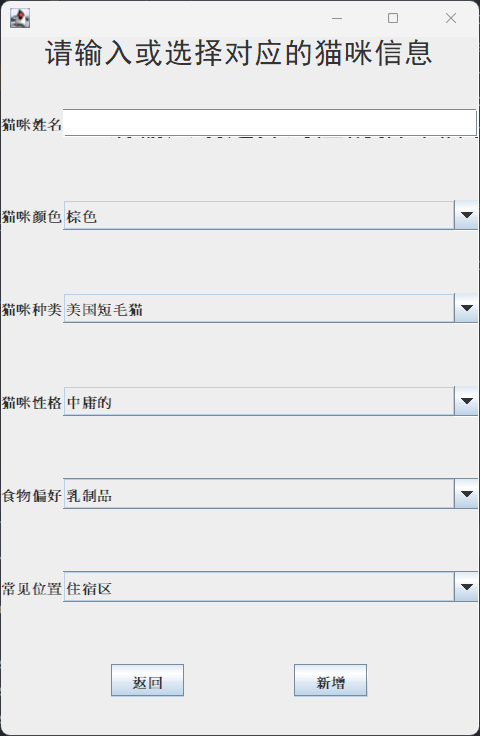 请输入或选择对应的猫咪信息
猫咪姓名
猫咪颜色 棕色
猫咪种类 美国短毛猫
猫咪性格 中庸的
食物偏好 乳制品
常见位置 住宿区
返回 新增